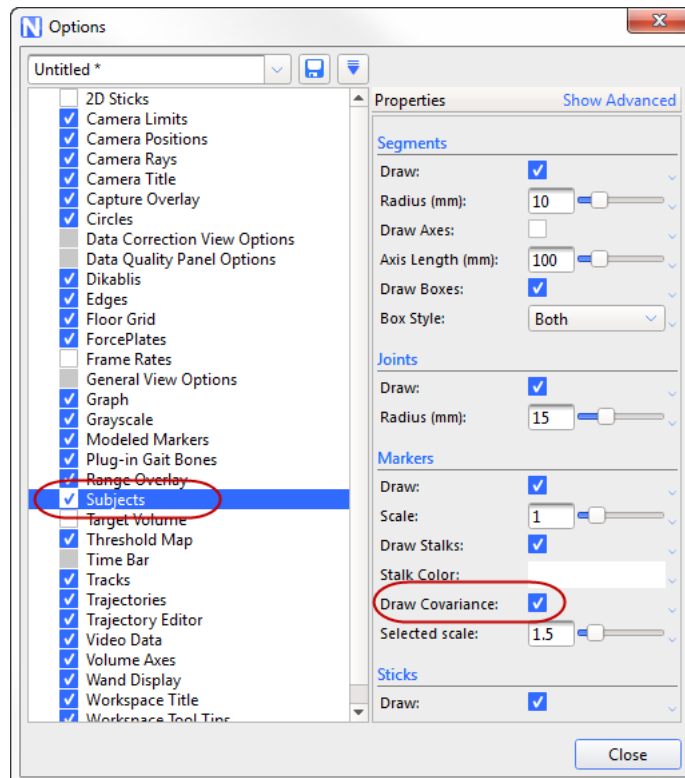 Options
Untitled *
2D Sticks
Camera Limits
Camera Positions
Camera Rays
Camera Title
Capture Overlay
Circles
Data Correction View Options
Data Quality Panel Options
Dikablis
Edges
Floor Grid
ForcePlates
Frame Rates
General View Options
Graph
Grayscale
Modeled Markers
Plug-in Gait Bones
Range Overlay
Subjects
Target Volume
Threshold Map
Time Bar
Tracks
Trajectories
Trajectory Editor
Video Data
Volume Axes
Wand Display
Workspace Title
Workspace Tool Tips
Properties Show Advanced
Segments
Draw:
Radius (mm): 10
Draw Axes:
Axis Length (mm): 100
Draw Boxes:
Box Style: Both
Joints
Draw:
Radius (mm): 15
Markers
Draw:
Scale: 1
Draw Stalks:
Stalk Color:
Draw Covariance:
Selected scale: 1.5
Sticks
Draw:
Close